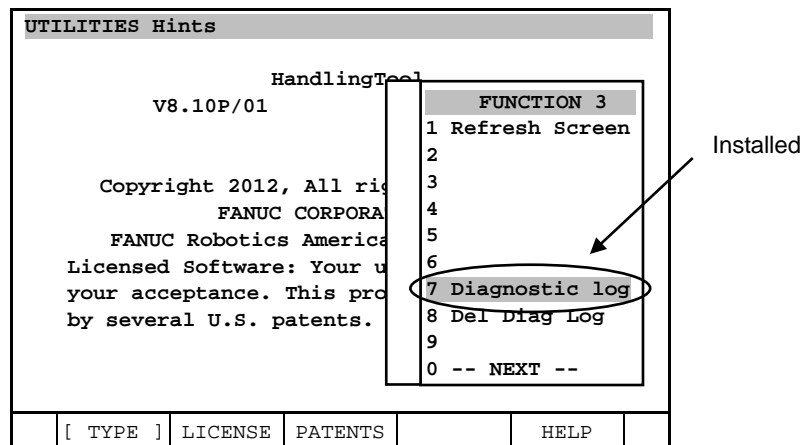 UTILITIES Hints
HandlingTool
V8.10P/01
Copyright 2012, All rig
FANUC CORPORA
FANUC Robotics America
Licensed Software: Your u
your acceptance. This pro
by several U.S. patents.
FUNCTION 3
1 Refresh Screen
2
3
4
5
6
7 Diagnostic log
8 Del Diag Log
9
0 -- NEXT --
Installed
[ TYPE ] LICENSE PATENTS HELP